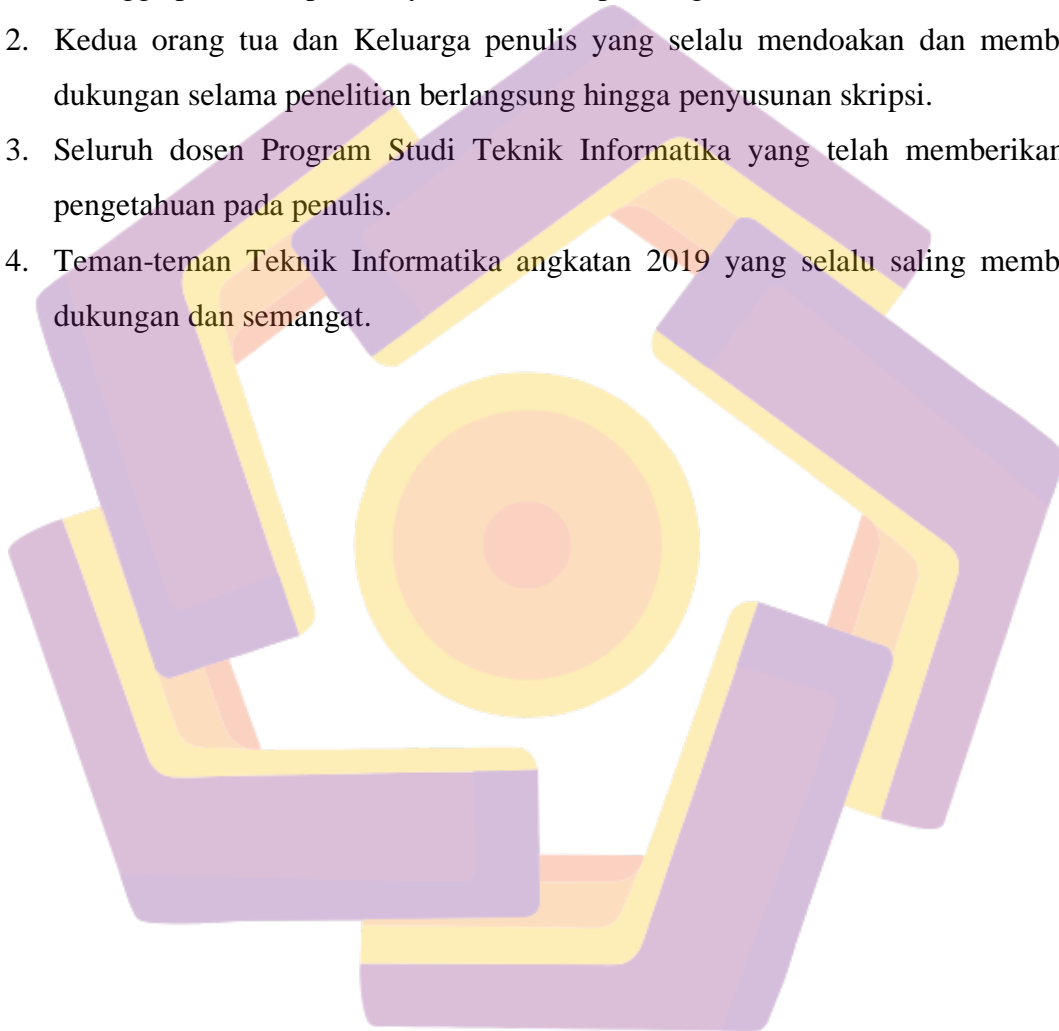 2. Kedua orang tua dan Keluarga penulis yang selalu mendoakan dan memb
dukungan selama penelitian berlangsung hingga penyusunan skripsi.
3. Seluruh dosen Program Studi Teknik Informatika yang telah memberikan
pengetahuan pada penulis.
4. Teman-teman Teknik Informatika angkatan 2019 yang selalu saling memb
dukungan dan semangat.